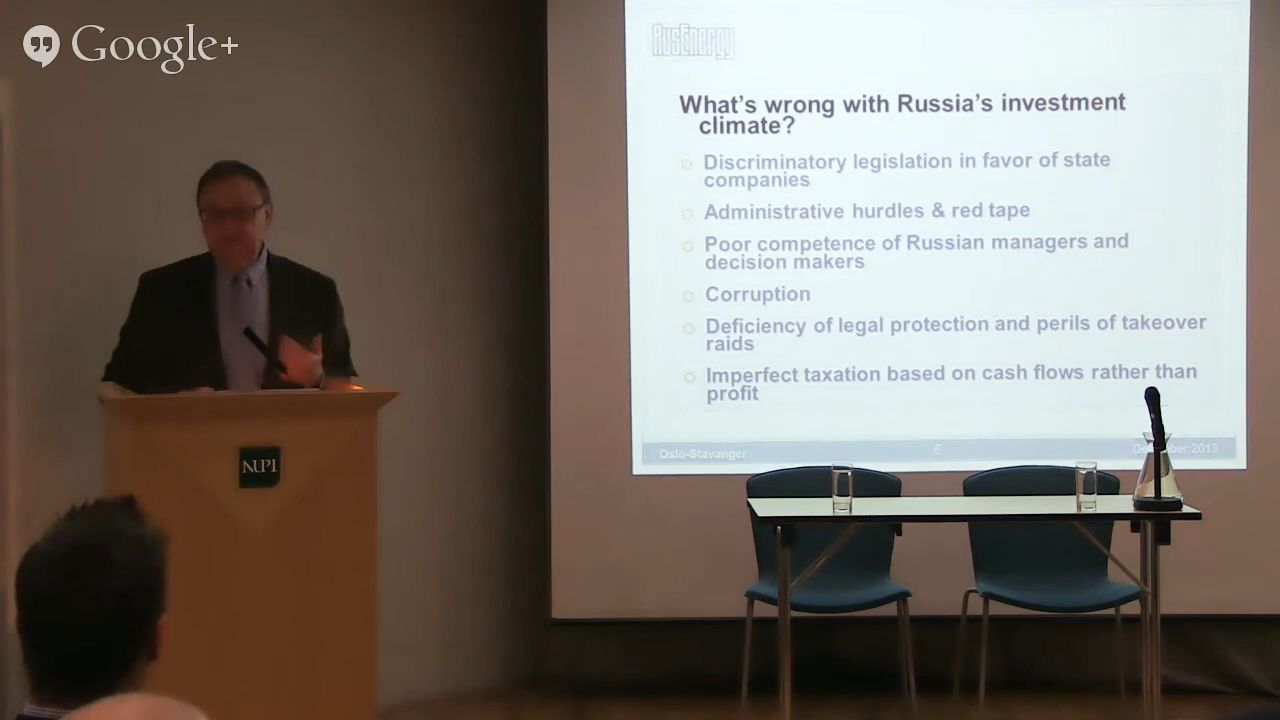 Google+
RusEnergy
What's wrong with Russia's investment
climate?
Discriminatory legislation in favor of state
companies
Administrative hurdles & red tape
Poor competence of Russian managers and
decision makers
Corruption
Deficiency of legal protection and perils of takeover
raids
Imperfect taxation based on cash flows rather than
profit
Oslo-Stavanger
6
2013
NUPI